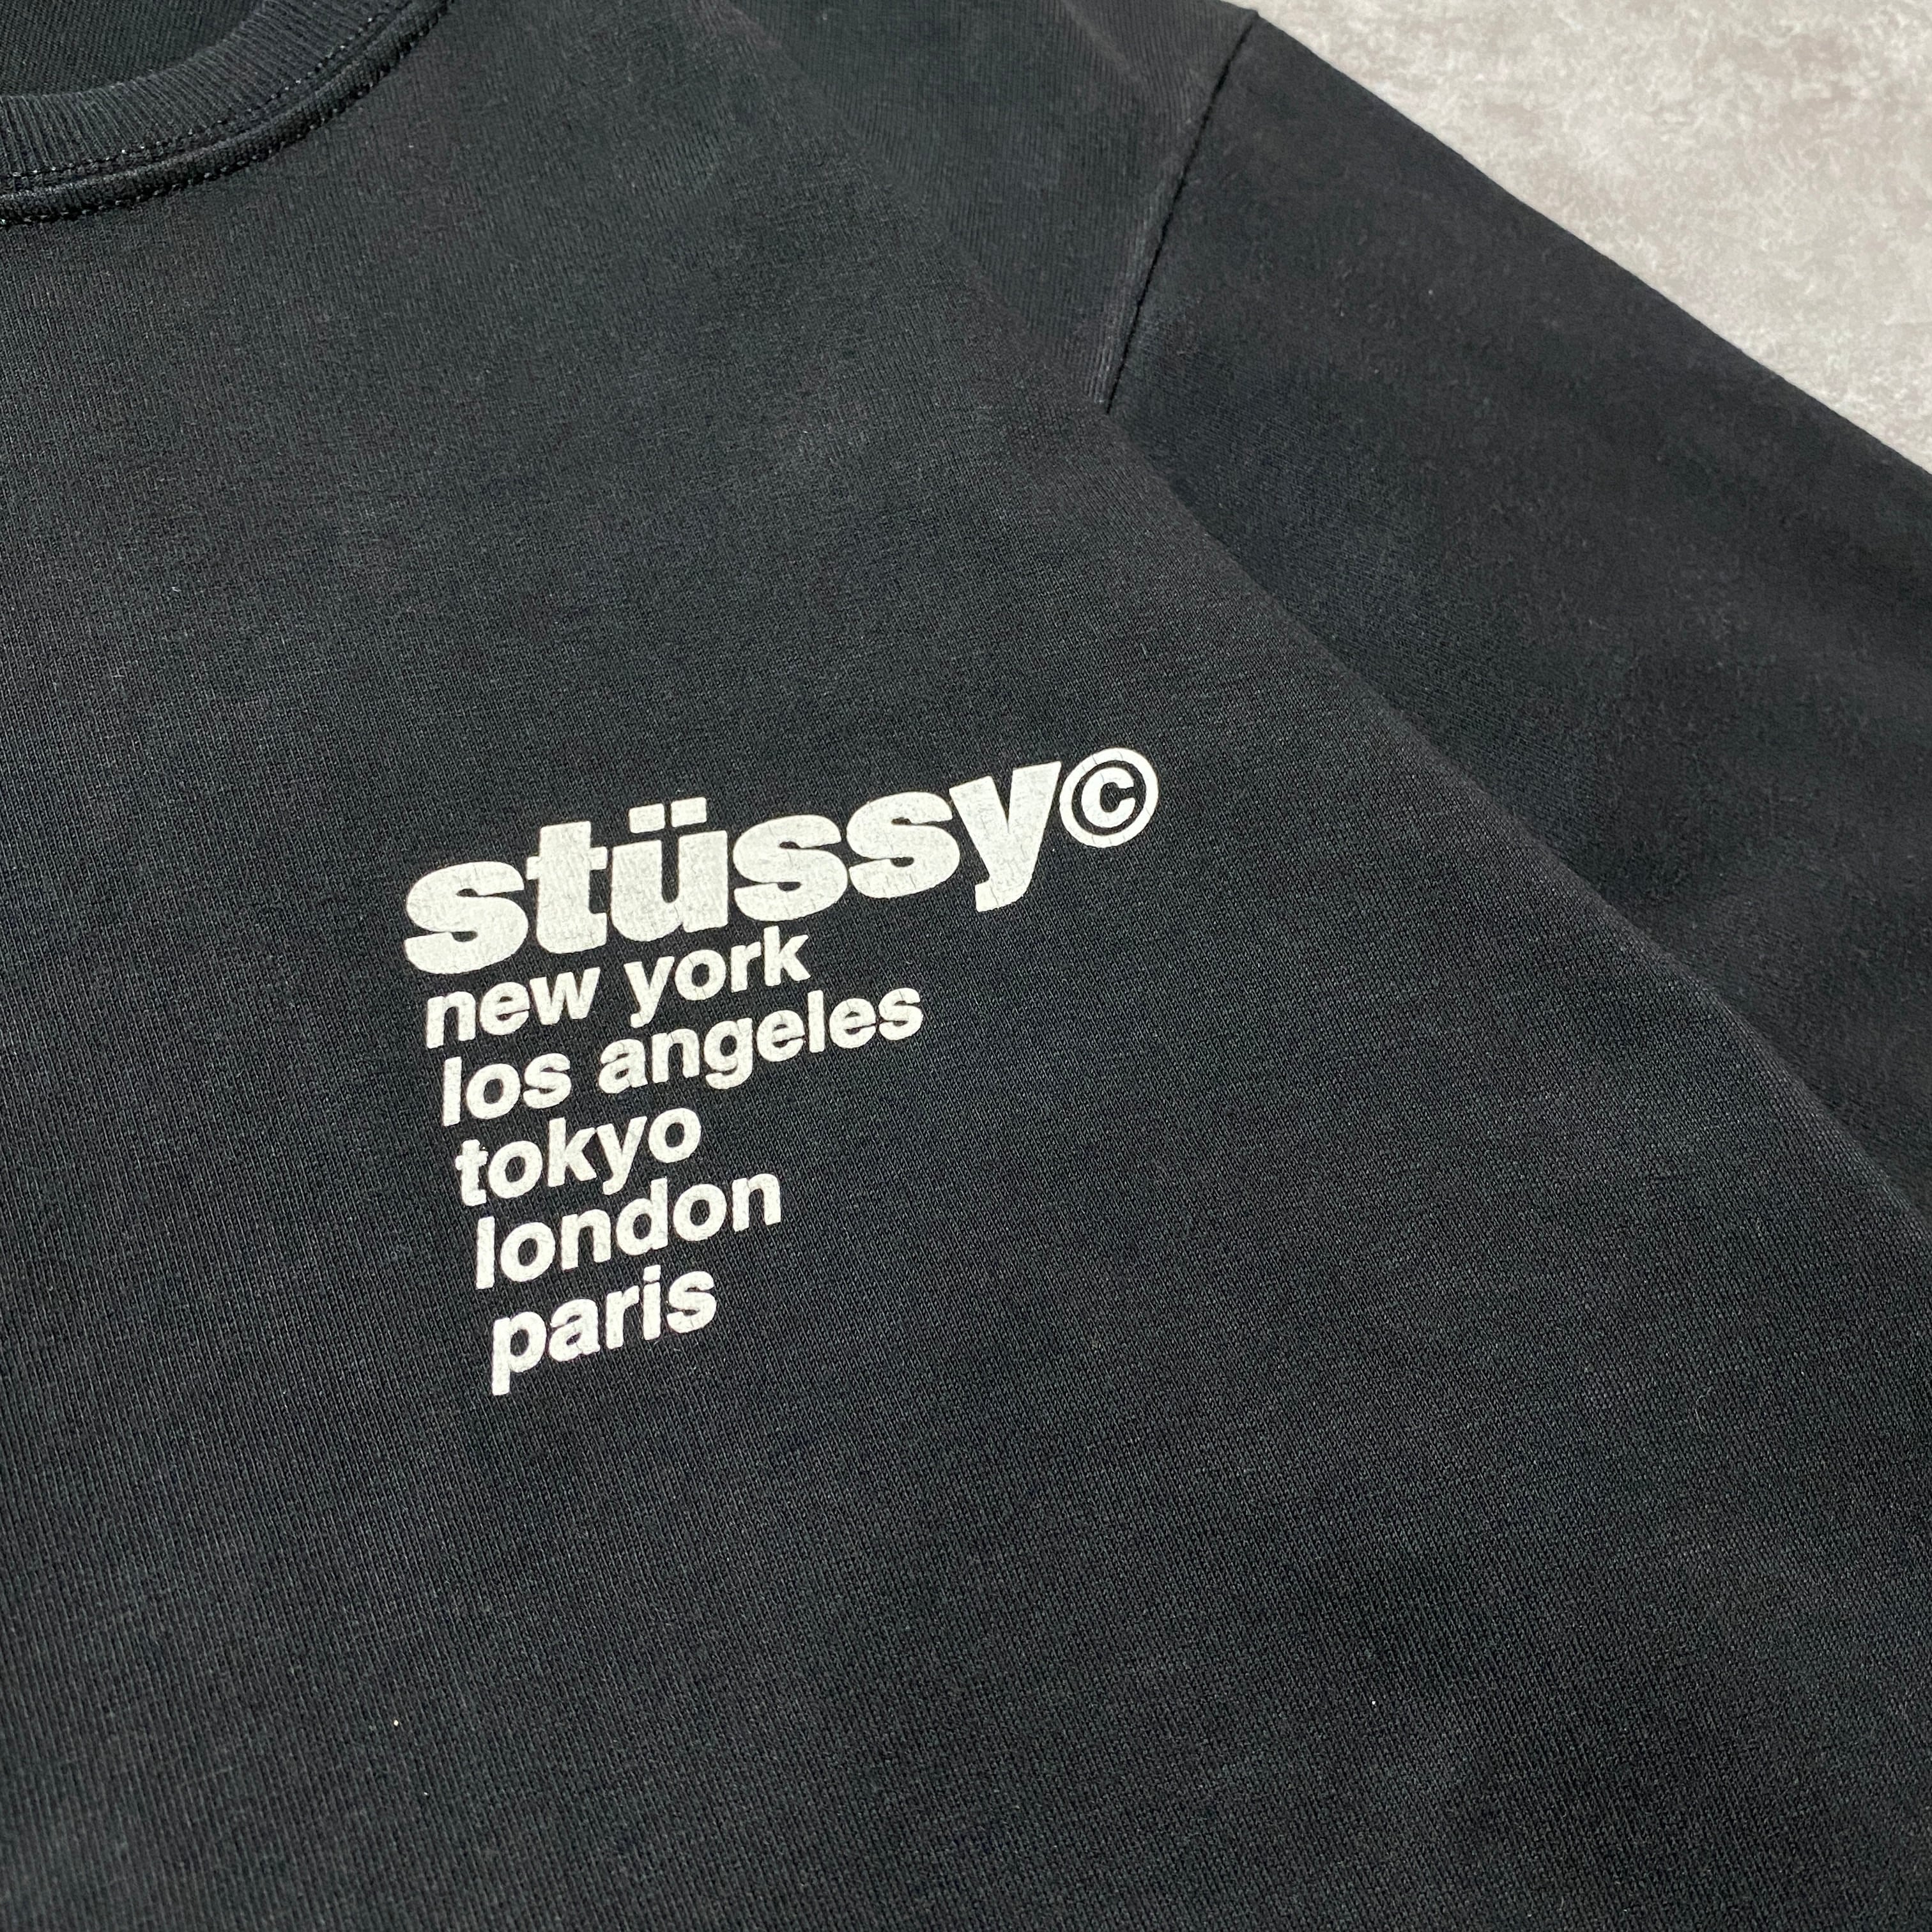 stüssy©
new york
los angeles
tokyo
london
paris